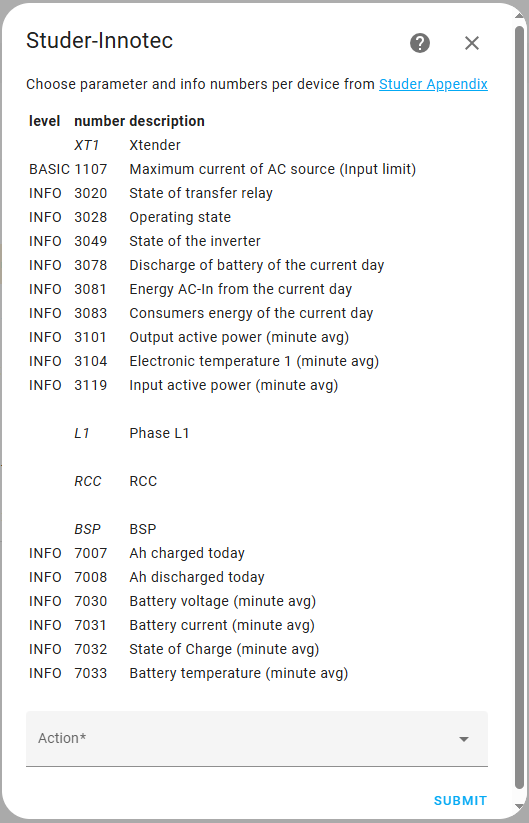 Studer-Innotec
Choose parameter and info numbers per device from Studer Appendix
level number description
XT1 Xtender
BASIC 1107 Maximum current of AC source (Input limit)
INFO 3020 State of transfer relay
INFO 3028 Operating state
INFO 3049 State of the inverter
INFO 3078 Discharge of battery of the current day
INFO 3081 Energy AC-In from the current day
INFO 3083 Consumers energy of the current day
INFO 3101 Output active power (minute avg)
INFO 3104 Electronic temperature 1 (minute avg)
INFO 3119 Input active power (minute avg)
L1 Phase L1
RCC RCC
BSP BSP
INFO 7007 Ah charged today
INFO 7008 Ah discharged today
INFO 7030 Battery voltage (minute avg)
INFO 7031 Battery current (minute avg)
INFO 7032 State of Charge (minute avg)
INFO 7033 Battery temperature (minute avg)
Action*
SUBMIT